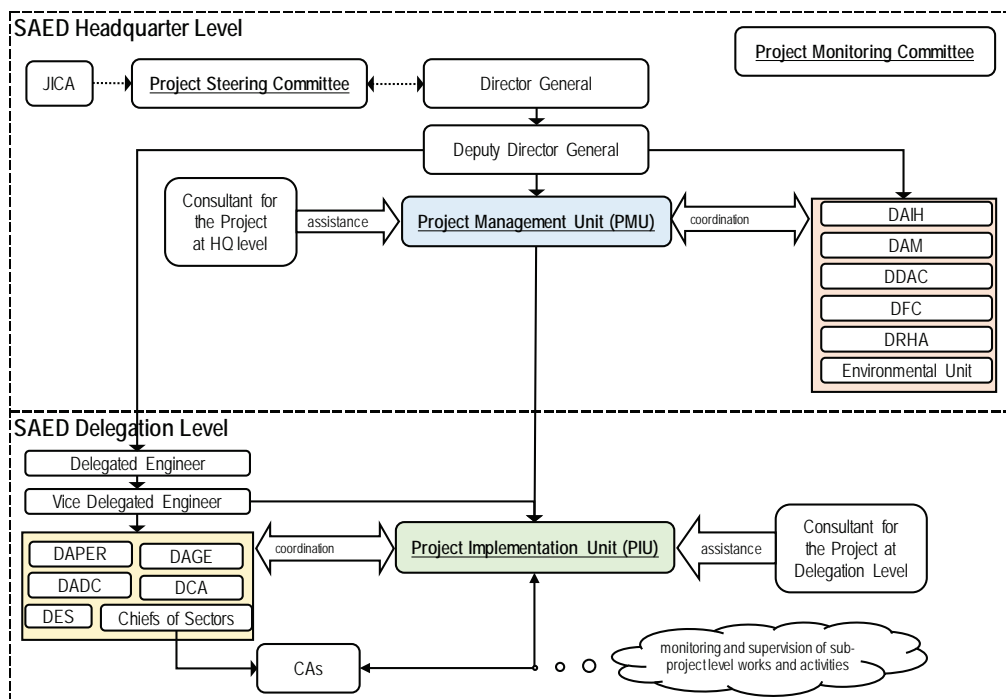 SAED Headquarter Level
Project Monitoring Committee
JICA
Project Steering Committee
Director General
Deputy Director General
Consultant for
the Project
at HQ level
assistance
Project Management Unit (PMU)
coordination
DAIH
DAM
DDAC
DFC
DRHA
Environmental Unit
SAED Delegation Level
Delegated Engineer
Vice Delegated Engineer
DAPER
DAGE
DADC
DCA
DES
Chiefs of Sectors
coordination
Project Implementation Unit (PIU)
assistance
Consultant for
the Project at
Delegation Level
CAs
monitoring and supervision of sub-
project level works and activities